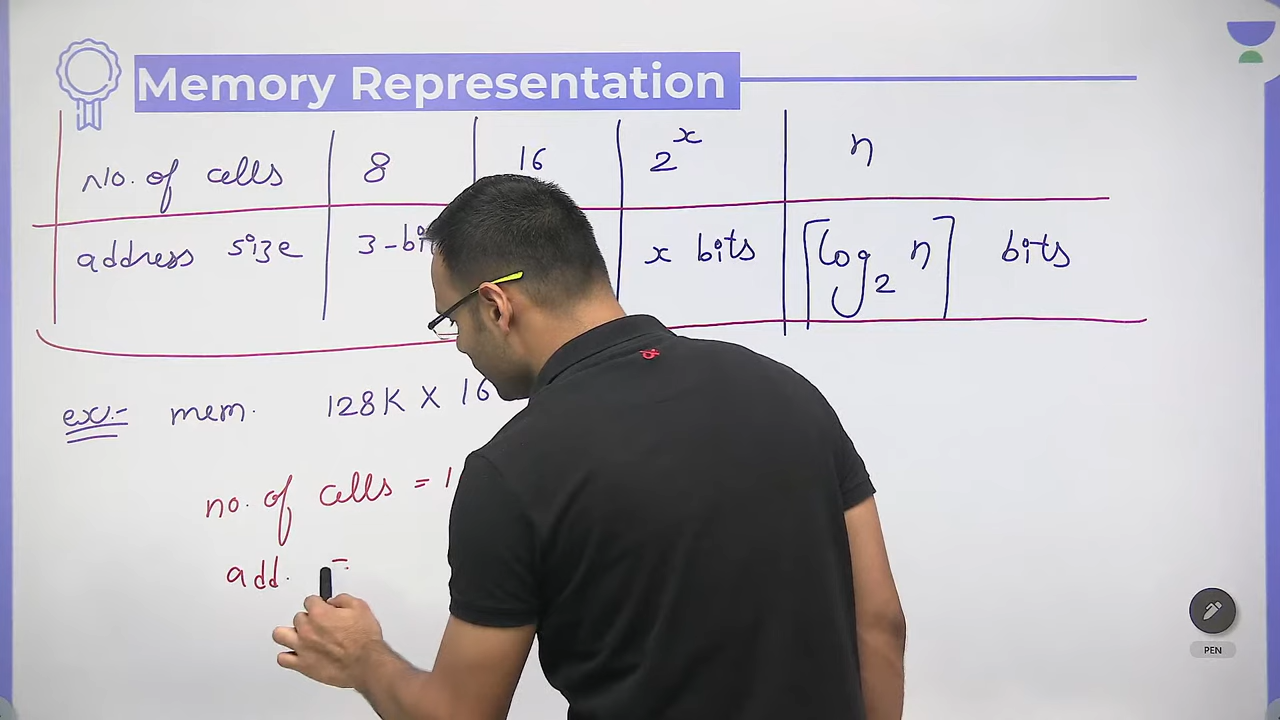 Memory Representation
No. of cells 8 16 2^x n
address size 3-bi x bits ⌈log₂ n⌉ bits
ex:- mem. 128K X 16
no. of cells = 1
add. =
PEN